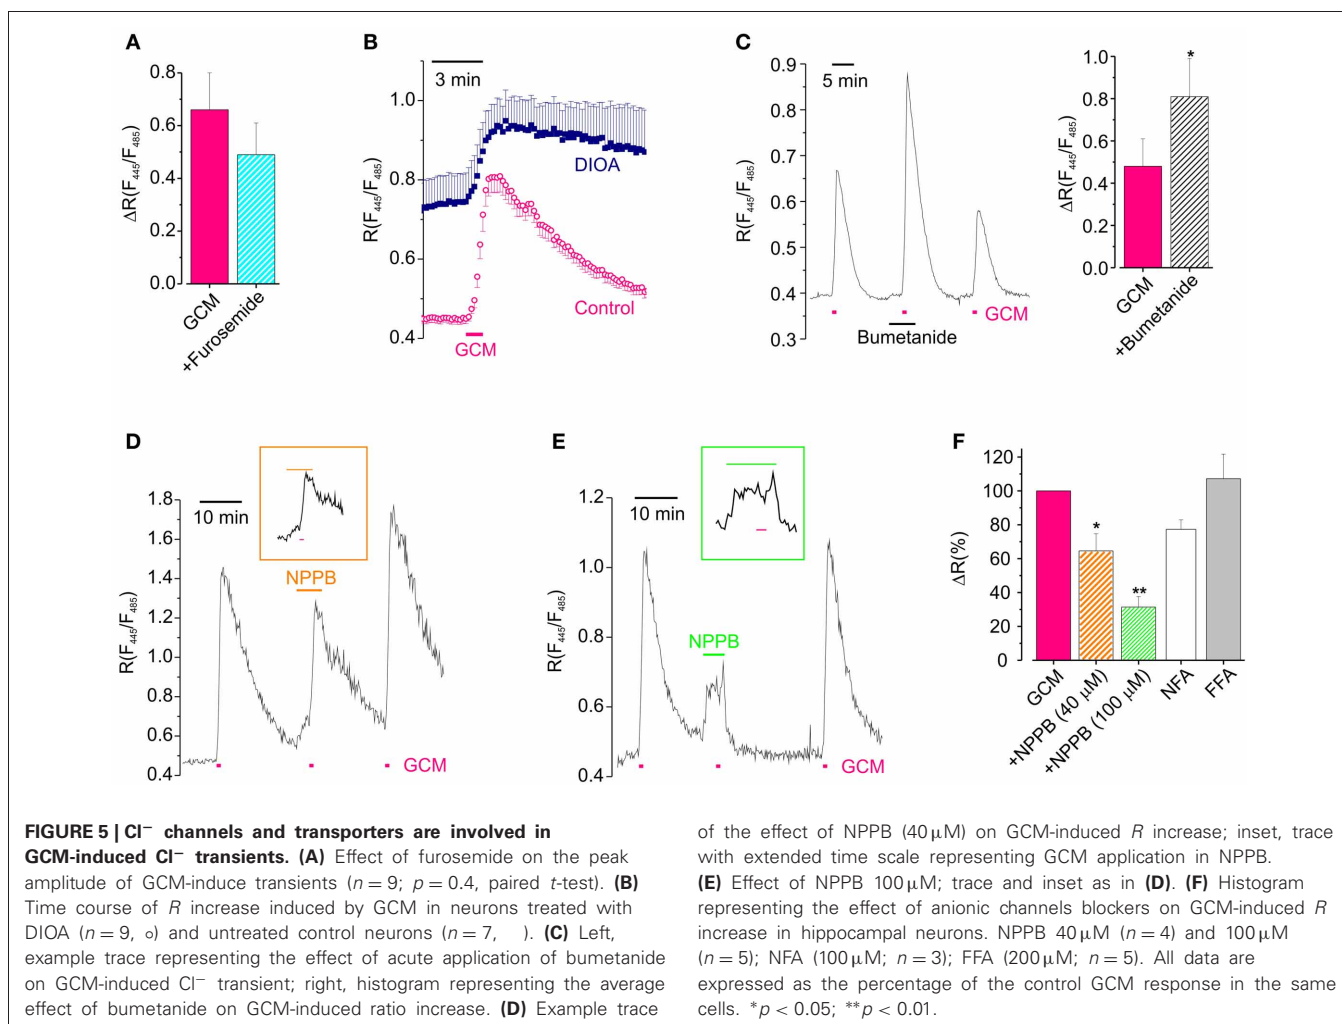 A
ΔR(F445/F485)
0.8
0.6
0.4
0.2
0.0
GCM
+Furosemide
B
3 min
R(F445/F485)
1.0
0.8
0.6
0.4
DIOA
Control
GCM
C
5 min
R(F445/F485)
0.9
0.8
0.7
0.6
0.5
0.4
0.3
GCM
Bumetanide
ΔR(F445/F485)
1.0
0.8
0.6
0.4
0.2
0.0
*
GCM
+Bumetanide
D
10 min
R(F445/F485)
1.8
1.6
1.4
1.2
1.0
0.8
0.6
0.4
NPPB
GCM
E
10 min
R(F445/F485)
1.2
1.0
0.8
0.6
0.4
NPPB
GCM
F
ΔR(%)
120
100
80
60
40
20
0
*
**
GCM
+NPPB (40 μM)
+NPPB (100 μM)
NFA
FFA
FIGURE 5 | Cl⁻ channels and transporters are involved in
GCM-induced Cl⁻ transients. (A) Effect of furosemide on the peak
amplitude of GCM-induce transients (n = 9; p = 0.4, paired t-test). (B)
Time course of R increase induced by GCM in neurons treated with
DIOA (n = 9, ○) and untreated control neurons (n = 7, ). (C) Left,
example trace representing the effect of acute application of bumetanide
on GCM-induced Cl⁻ transient; right, histogram representing the average
effect of bumetanide on GCM-induced ratio increase. (D) Example trace
of the effect of NPPB (40 μM) on GCM-induced R increase; inset, trace
with extended time scale representing GCM application in NPPB.
(E) Effect of NPPB 100 μM; trace and inset as in (D). (F) Histogram
representing the effect of anionic channels blockers on GCM-induced R
increase in hippocampal neurons. NPPB 40 μM (n = 4) and 100 μM
(n = 5); NFA (100 μM; n = 3); FFA (200 μM; n = 5). All data are
expressed as the percentage of the control GCM response in the same
cells. *p < 0.05; **p < 0.01.